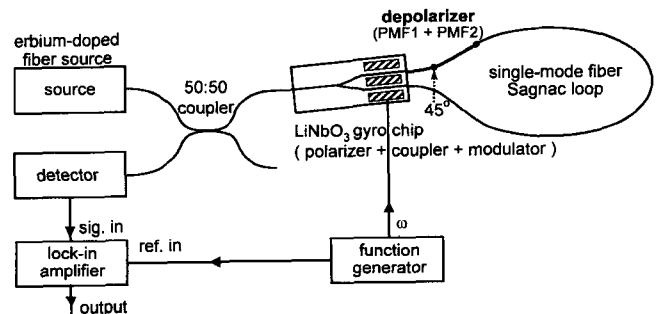 depolarizer
(PMF1 + PMF2)
erbium-doped
fiber source
source
50:50
coupler
single-mode fiber
Sagnac loop
45°
LiNbO₃ gyro chip
( polarizer + coupler + modulator )
detector
sig. in
ω
lock-in
amplifier
ref. in
function
generator
output